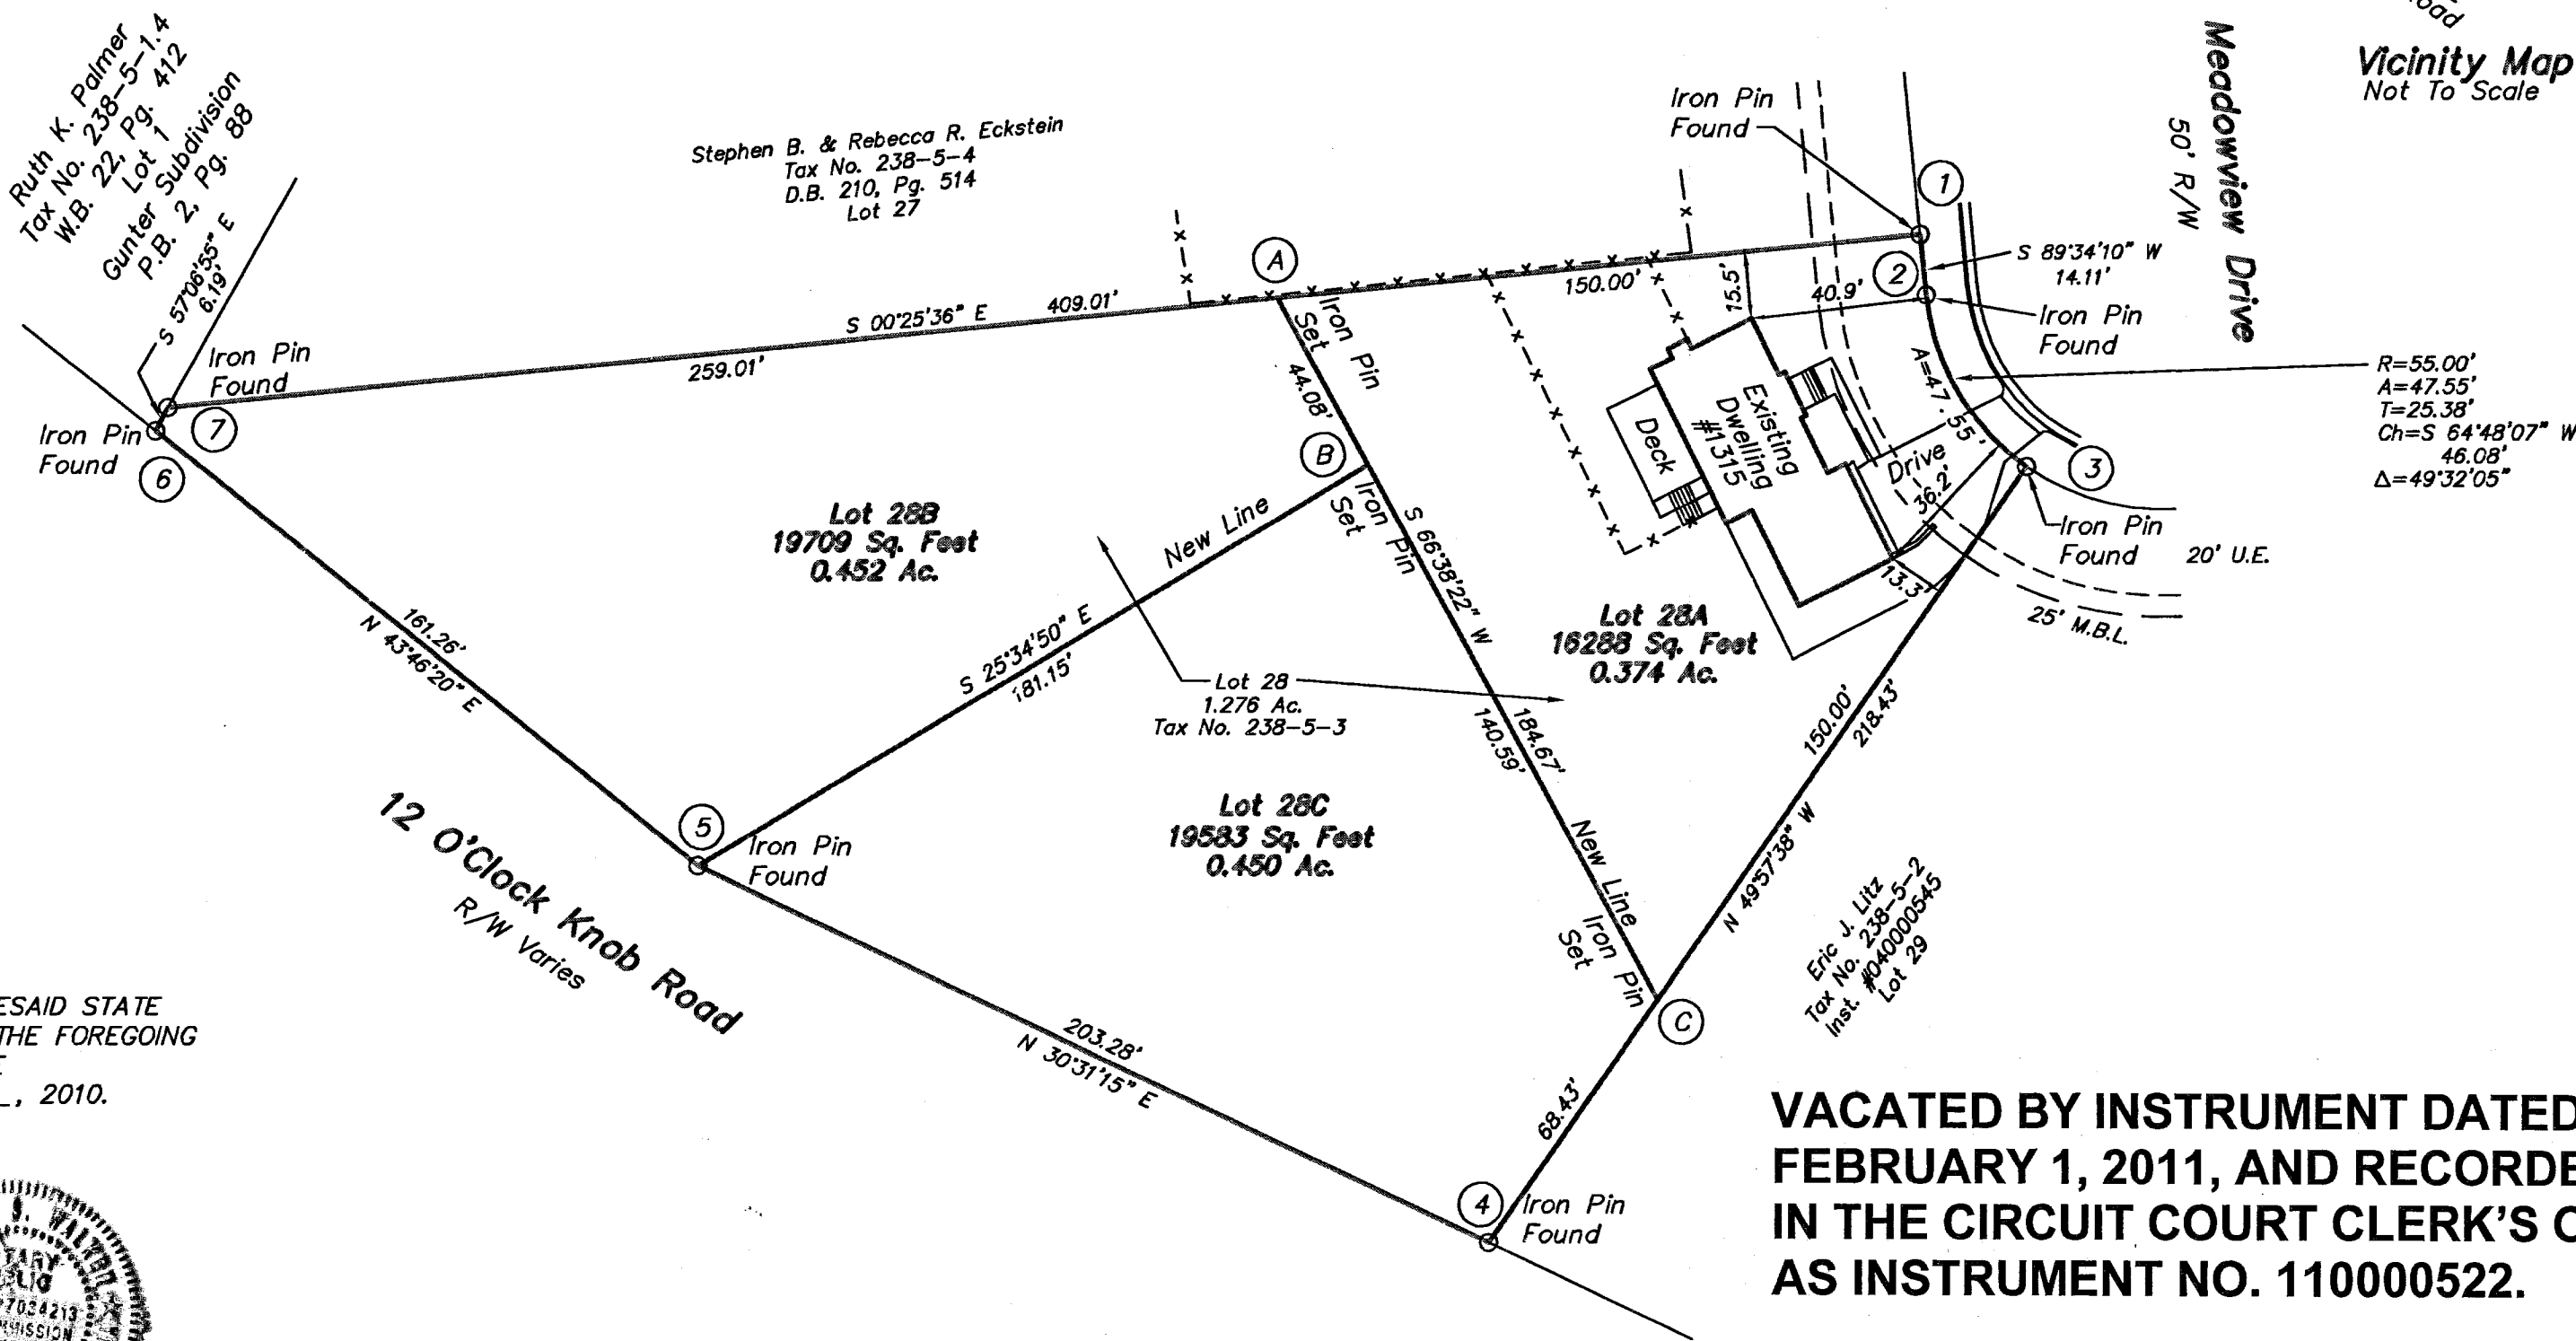 Ruth K. Palmer
Tax No. 238-5-1.4
W.B. 22, Pg. 412
Lot 1
Gunter Subdivision
P.B. 2, Pg. 88
S 57°06'55" E
6.19'
Iron Pin
Found
7
Iron Pin
Found
6
Stephen B. & Rebecca R. Eckstein
Tax No. 238-5-4
D.B. 210, Pg. 514
Lot 27
S 00°25'36" E
409.01'
259.01'
A
Iron Pin
Set
150.00'
15.5'
40.9'
Iron Pin
Found
1
2
S 89°34'10" W
14.11'
Iron Pin
Found
Meadowview Drive
50' R/W
Road
Vicinity Map
Not To Scale
R=55.00'
A=47.55'
T=25.38'
Ch=S 64°48'07" W
46.08'
Δ=49°32'05"
A=47.55'
3
Iron Pin
Found
20' U.E.
25' M.B.L.
Existing
Dwelling
#1315
Deck
Drive
36.2'
13.3'
44.08'
B
Iron Pin
Set
S 66°38'22" W
Lot 28B
19709 Sq. Feet
0.452 Ac.
New Line
S 25°34'50" E
181.15'
Lot 28
1.276 Ac.
Tax No. 238-5-3
Lot 28A
16288 Sq. Feet
0.374 Ac.
184.67'
140.59'
150.00'
218.43'
N 49°57'38" W
161.26'
N 43°46'20" E
5
Iron Pin
Found
12 O'Clock Knob Road
R/W Varies
Lot 28C
19583 Sq. Feet
0.450 Ac.
New Line
Iron Pin
Set
C
Eric J. Litz
Tax No. 238-5-2
Inst. #040000545
Lot 29
203.28'
N 30°31'15" E
68.43'
4
Iron Pin
Found
ESAID STATE
THE FOREGOING
, 2010.
J. WALTER
7034213
VACATED BY INSTRUMENT DATED
FEBRUARY 1, 2011, AND RECORDE
IN THE CIRCUIT COURT CLERK'S O
AS INSTRUMENT NO. 110000522.